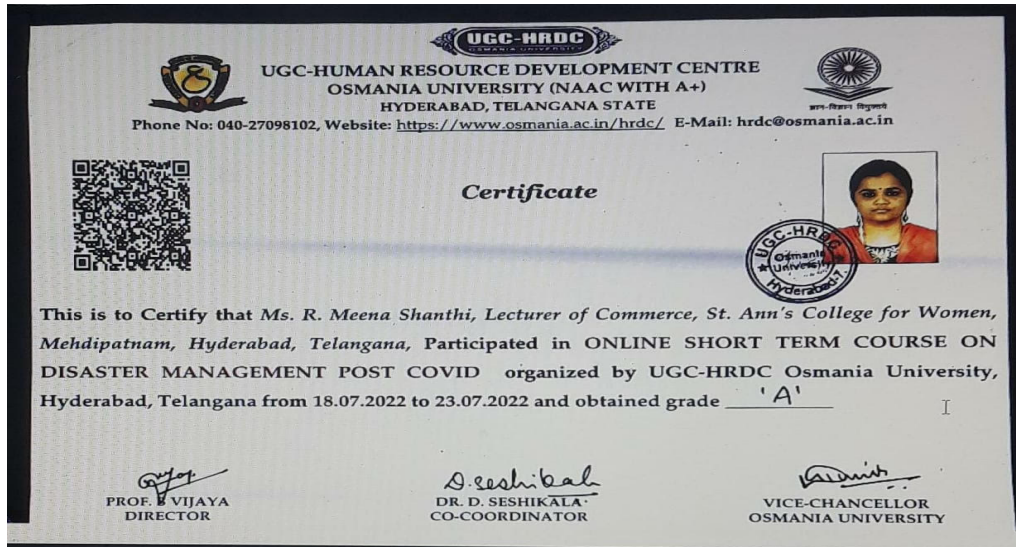 UGC-HRDC
OSMANIA UNIVERSITY
UGC-HUMAN RESOURCE DEVELOPMENT CENTRE
OSMANIA UNIVERSITY (NAAC WITH A+)
HYDERABAD, TELANGANA STATE
ज्ञान-विज्ञान विमुक्तये
Phone No: 040-27098102, Website: https://www.osmania.ac.in/hrdc/ E-Mail: hrdc@osmania.ac.in
Certificate
UGC-HRDC
Osmania
University
Hyderabad-7.
This is to Certify that Ms. R. Meena Shanthi, Lecturer of Commerce, St. Ann's College for Women,
Mehdipatnam, Hyderabad, Telangana, Participated in ONLINE SHORT TERM COURSE ON
DISASTER MANAGEMENT POST COVID organized by UGC-HRDC Osmania University,
Hyderabad, Telangana from 18.07.2022 to 23.07.2022 and obtained grade 'A'
D. Seshikala
PROF. B VIJAYA
DR. D. SESHIKALA
VICE-CHANCELLOR
DIRECTOR
CO-COORDINATOR
OSMANIA UNIVERSITY